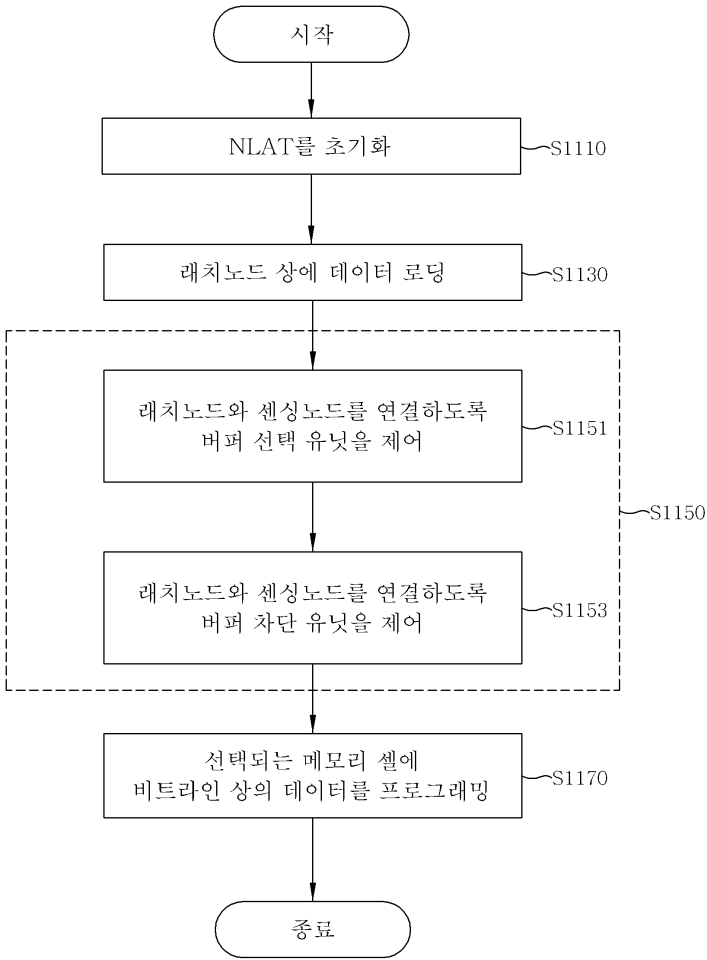 시작
NLAT를 초기화
S1110
래치노드 상에 데이터 로딩
S1130
래치노드와 센싱노드를 연결하도록
버퍼 선택 유닛을 제어
S1151
S1150
래치노드와 센싱노드를 연결하도록
버퍼 차단 유닛을 제어
S1153
선택되는 메모리 셀에
비트라인 상의 데이터를 프로그래밍
S1170
종료